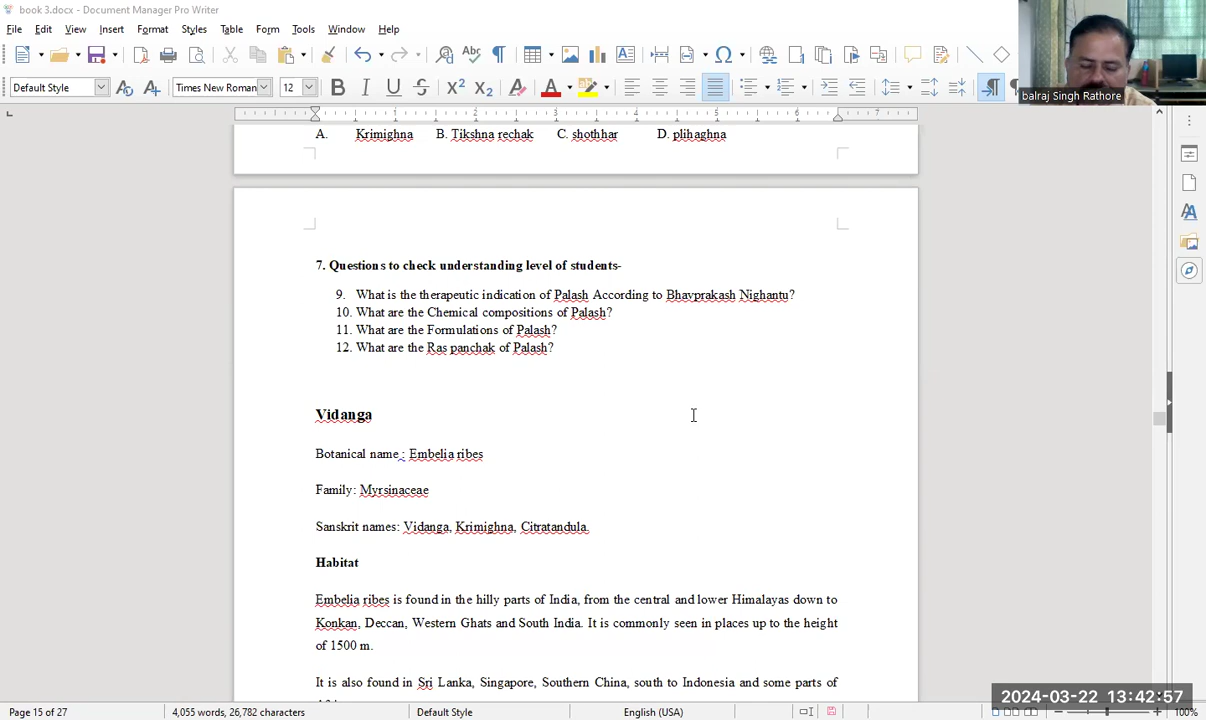 book 3.docx - Document Manager Pro Writer
File Edit View Insert Format Styles Table Form Tools Window Help
Default Style Times New Roman 12
balraj Singh Rathore
1 2 3 4 5 6 7
A. Krimighna B. Tikshna rechak C. shothhar D. plihaghna
7. Questions to check understanding level of students-
9. What is the therapeutic indication of Palash According to Bhavprakash Nighantu?
10. What are the Chemical compositions of Palash?
11. What are the Formulations of Palash?
12. What are the Ras panchak of Palash?
Vidanga
Botanical name : Embelia ribes
Family: Myrsinaceae
Sanskrit names: Vidanga, Krimighna, Citratandula.
Habitat
Embelia ribes is found in the hilly parts of India, from the central and lower Himalayas down to
Konkan, Deccan, Western Ghats and South India. It is commonly seen in places up to the height
of 1500 m.
It is also found in Sri Lanka, Singapore, Southern China, south to Indonesia and some parts of
2024-03-22 13:42:57
Page 15 of 27 4,055 words, 26,782 characters Default Style English (USA) 100%